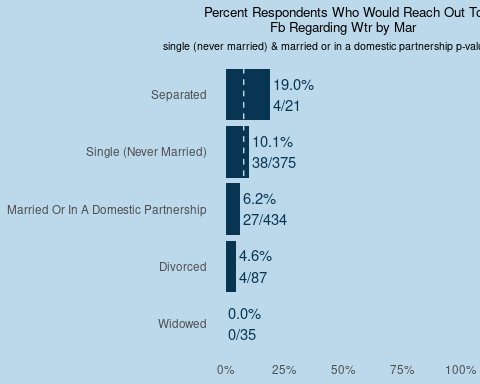 Percent Respondents Who Would Reach Out To
Fb Regarding Wtr by Mar
single (never married) & married or in a domestic partnership
Separated
19.0%
4/21
Single (Never Married)
10.1%
38/375
Married Or In A Domestic Partnership
6.2%
27/434
Divorced
4.6%
4/87
Widowed
0.0%
0/35
0%
25%
50%
75%
100%